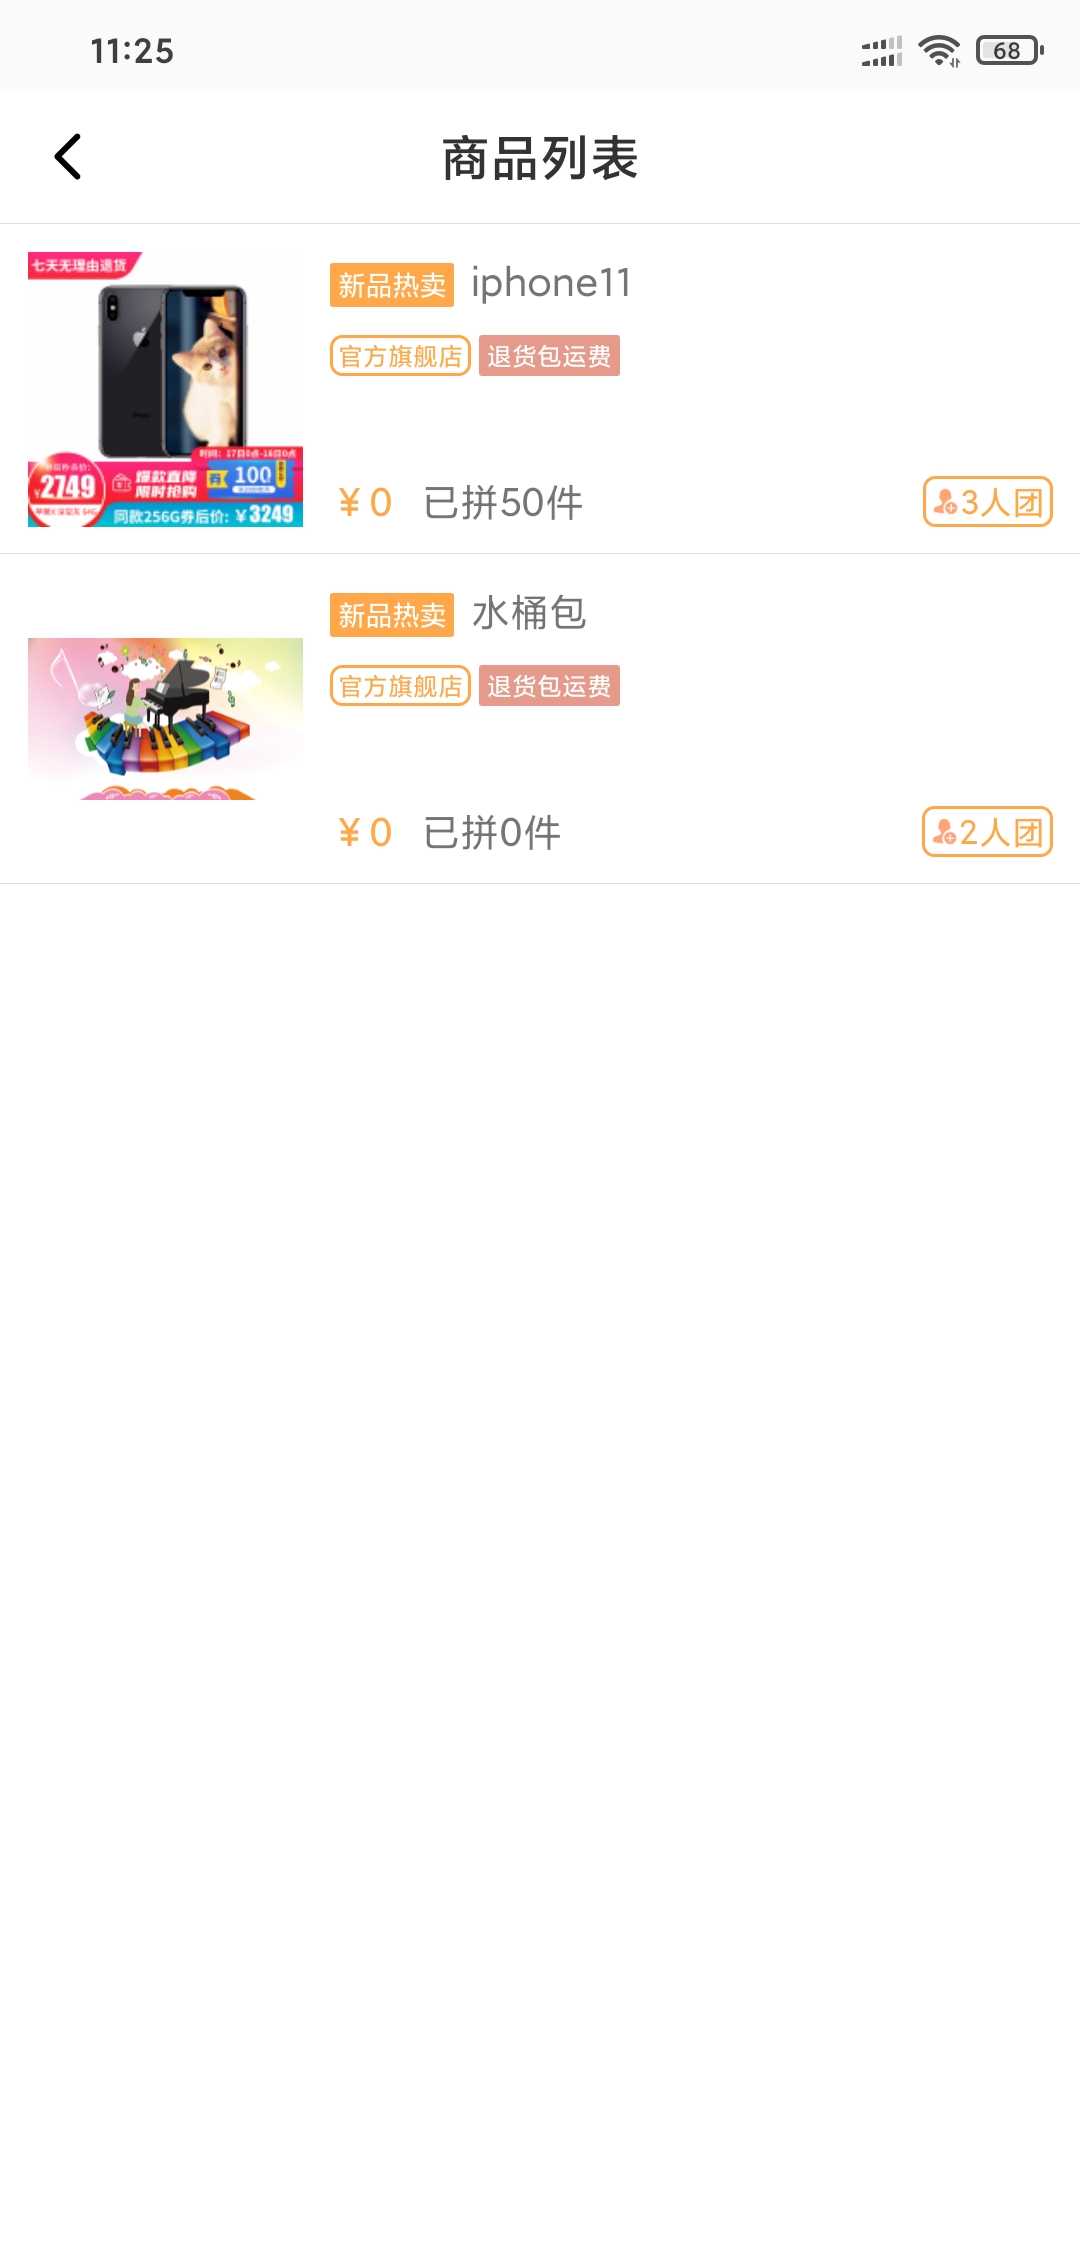 11:25
68
商品列表
七天无理由退货
新品热卖 iphone11
官方旗舰店 退货包运费
2749
爆款直降
限时抢购
100
同款256G券后价: ¥3249
¥ 0 已拼50件
3人团
新品热卖 水桶包
官方旗舰店 退货包运费
¥ 0 已拼0件
2人团